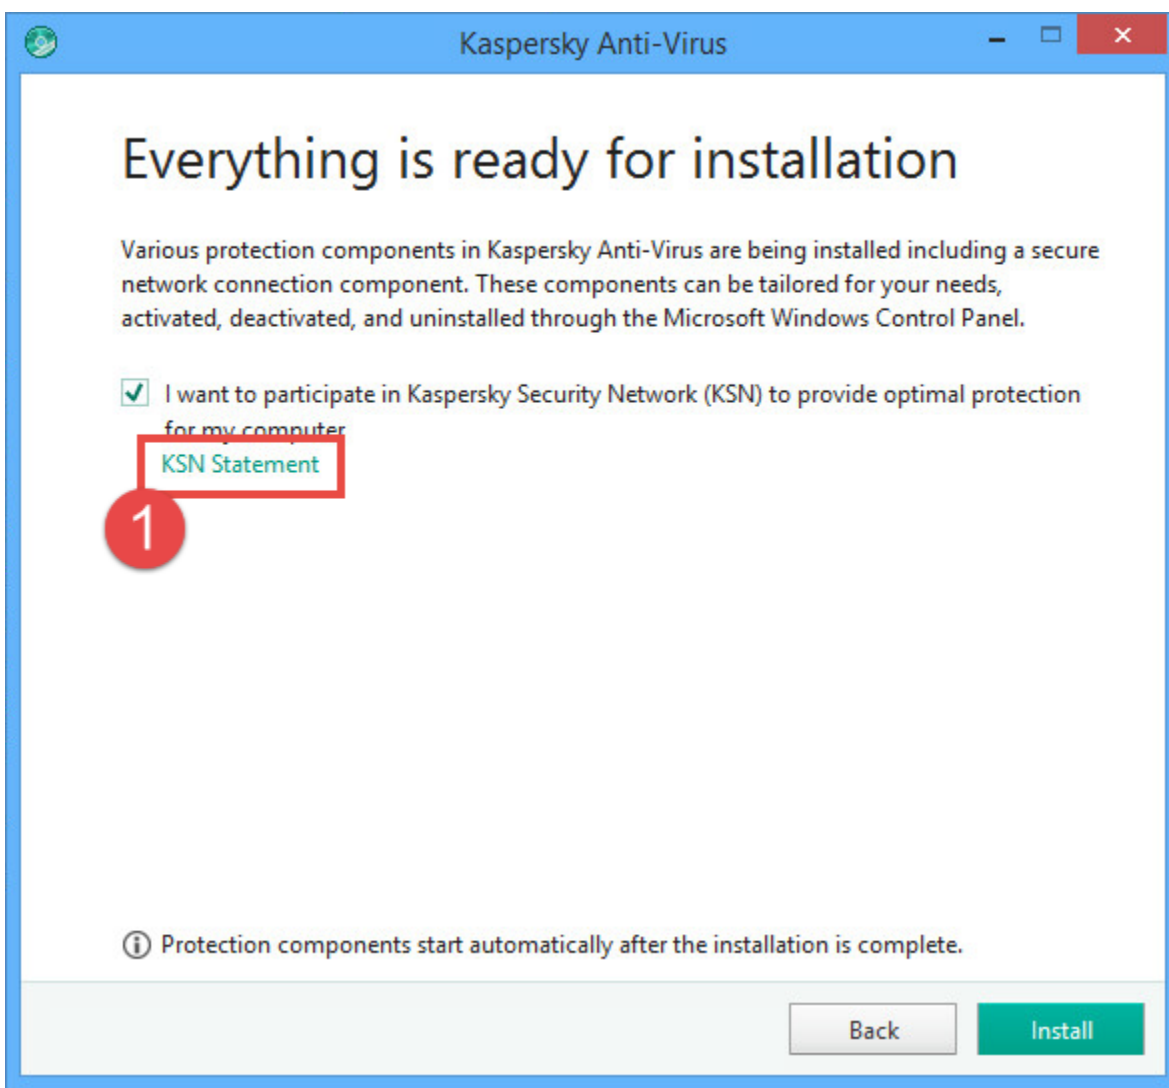 Kaspersky Anti-Virus
Everything is ready for installation
Various protection components in Kaspersky Anti-Virus are being installed including a secure
network connection component. These components can be tailored for your needs,
activated, deactivated, and uninstalled through the Microsoft Windows Control Panel.
I want to participate in Kaspersky Security Network (KSN) to provide optimal protection
for my computer
KSN Statement
1
Protection components start automatically after the installation is complete.
Back
Install